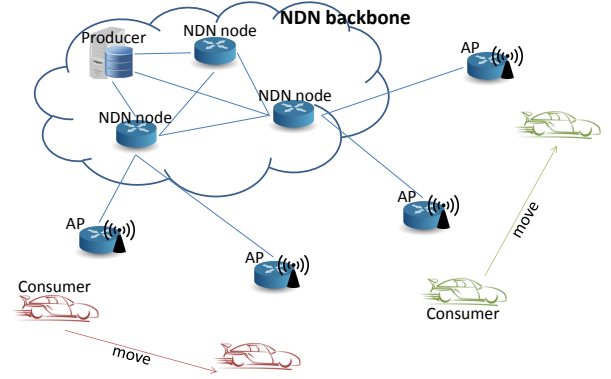 NDN backbone
NDN node
Producer
AP
NDN node
NDN node
AP
AP
AP
Consumer
move
Consumer
move